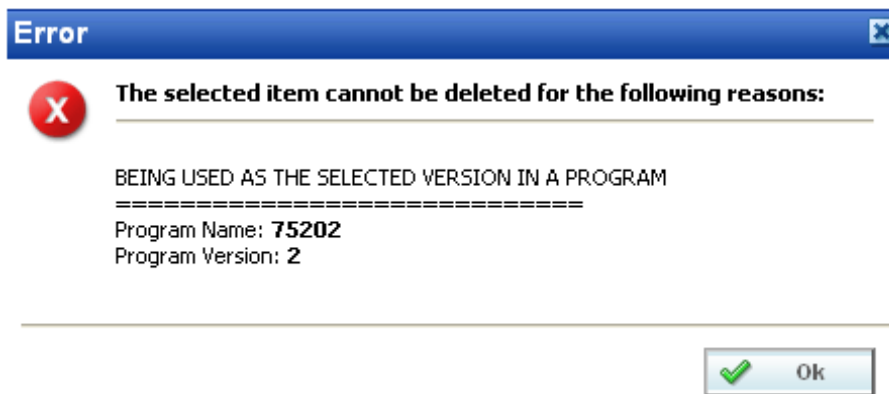 Error
The selected item cannot be deleted for the following reasons:
BEING USED AS THE SELECTED VERSION IN A PROGRAM
=============================
Program Name: 75202
Program Version: 2
Ok